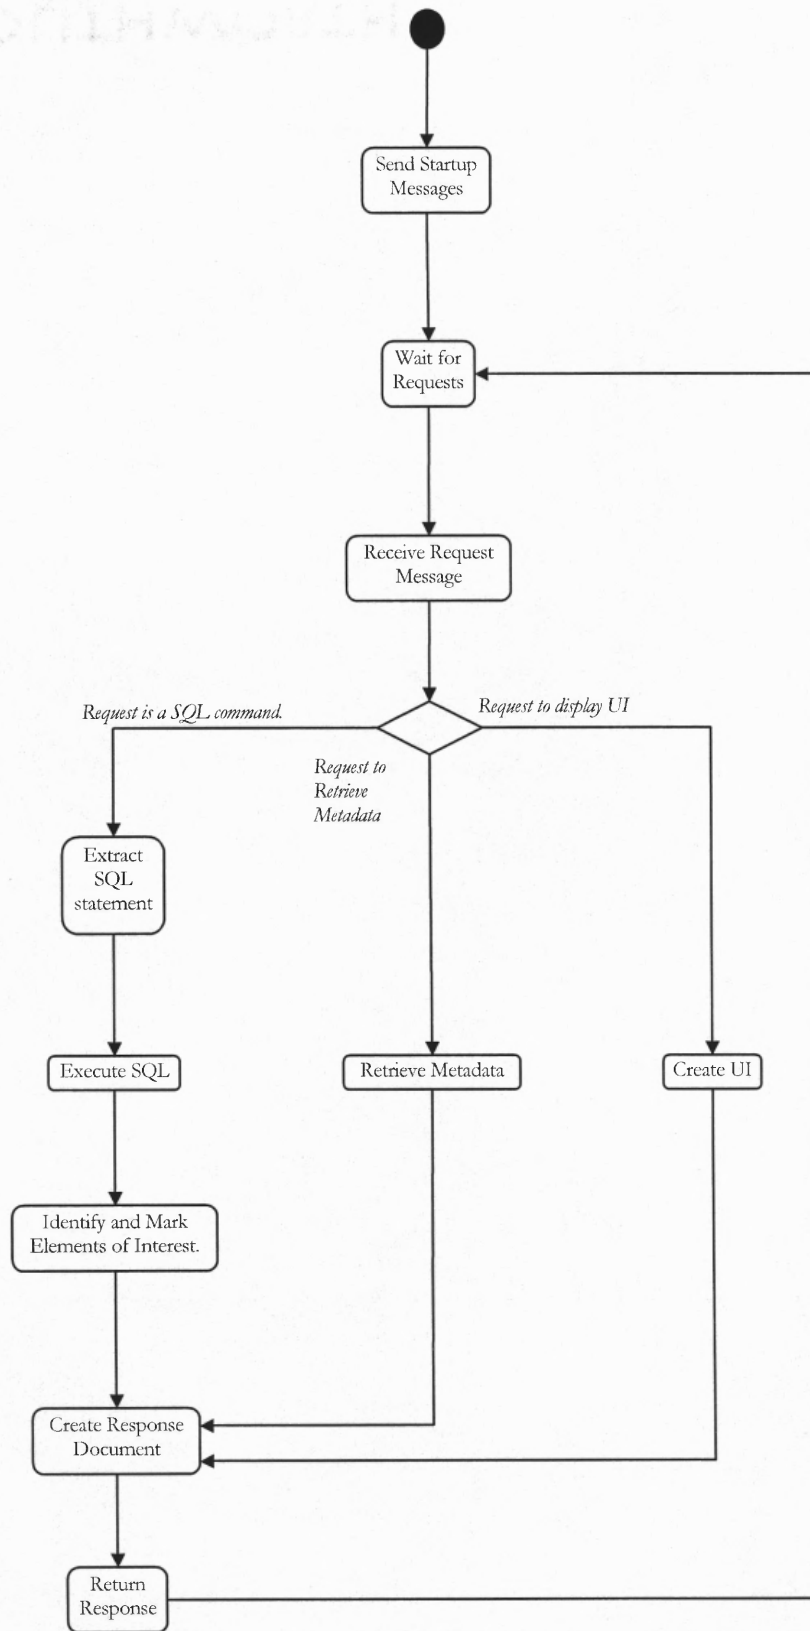 Send Startup
Messages
Wait for
Requests
Receive Request
Message
Request is a SQL command.
Request to display UI
Request to
Retrieve
Metadata
Extract
SQL
statement
Execute SQL
Retrieve Metadata
Create UI
Identify and Mark
Elements of Interest.
Create Response
Document
Return
Response